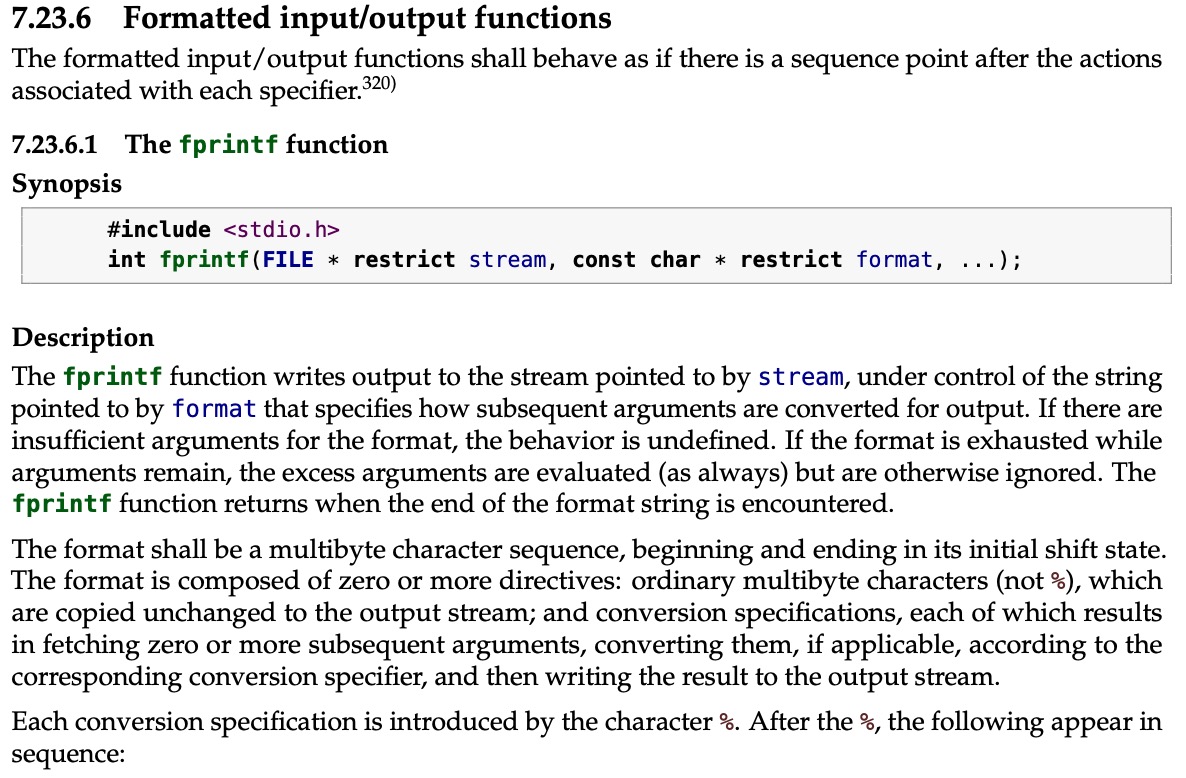 7.23.6 Formatted input/output functions
The formatted input/output functions shall behave as if there is a sequence point after the actions
associated with each specifier.320)
7.23.6.1 The fprintf function
Synopsis
#include <stdio.h>
int fprintf(FILE * restrict stream, const char * restrict format, ...);
Description
The fprintf function writes output to the stream pointed to by stream, under control of the string
pointed to by format that specifies how subsequent arguments are converted for output. If there are
insufficient arguments for the format, the behavior is undefined. If the format is exhausted while
arguments remain, the excess arguments are evaluated (as always) but are otherwise ignored. The
fprintf function returns when the end of the format string is encountered.
The format shall be a multibyte character sequence, beginning and ending in its initial shift state.
The format is composed of zero or more directives: ordinary multibyte characters (not %), which
are copied unchanged to the output stream; and conversion specifications, each of which results
in fetching zero or more subsequent arguments, converting them, if applicable, according to the
corresponding conversion specifier, and then writing the result to the output stream.
Each conversion specification is introduced by the character %. After the %, the following appear in
sequence: